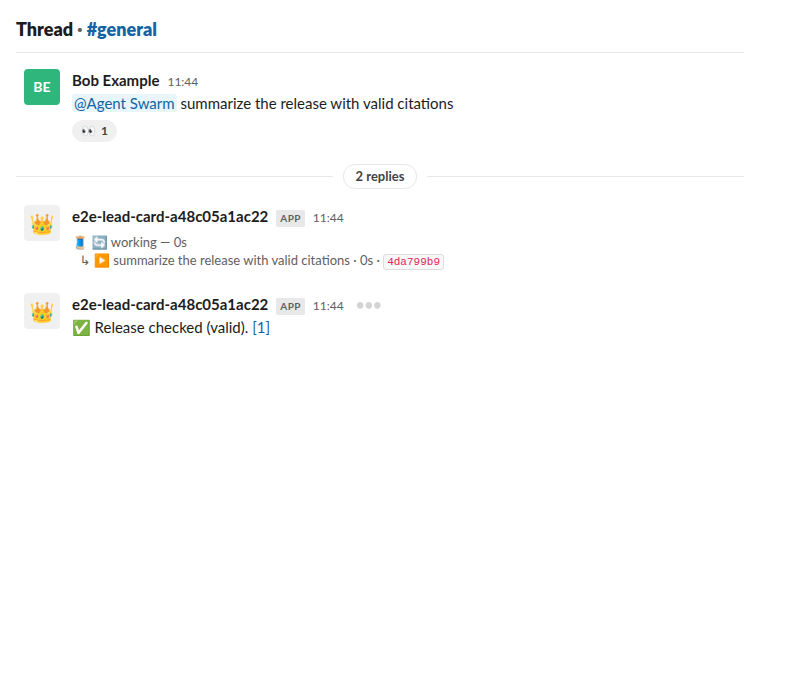 Thread • #general
BE
Bob Example 11:44
@Agent Swarm summarize the release with valid citations
👀 1
2 replies
e2e-lead-card-a48c05a1ac22 APP 11:44
🧵 🔄 working — 0s
↳ ▶️ summarize the release with valid citations · 0s · 4da799b9
e2e-lead-card-a48c05a1ac22 APP 11:44
✅ Release checked (valid). [1]